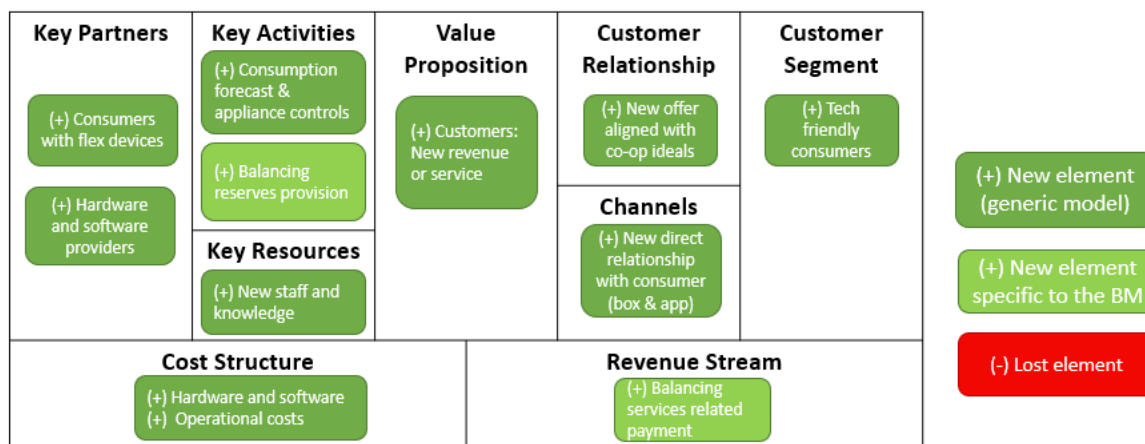 Key Partners
(+) Consumers
with flex devices
(+) Hardware
and software
providers
Key Activities
(+) Consumption
forecast &
appliance controls
(+) Balancing
reserves provision
Key Resources
(+) New staff and
knowledge
Value
Proposition
(+) Customers:
New revenue
or service
Customer
Relationship
(+) New offer
aligned with
co-op ideals
Channels
(+) New direct
relationship
with consumer
(box & app)
Customer
Segment
(+) Tech
friendly
consumers
Cost Structure
(+) Hardware and software
(+) Operational costs
Revenue Stream
(+) Balancing
services related
payment
(+) New element
(generic model)
(+) New element
specific to the BM
(-) Lost element